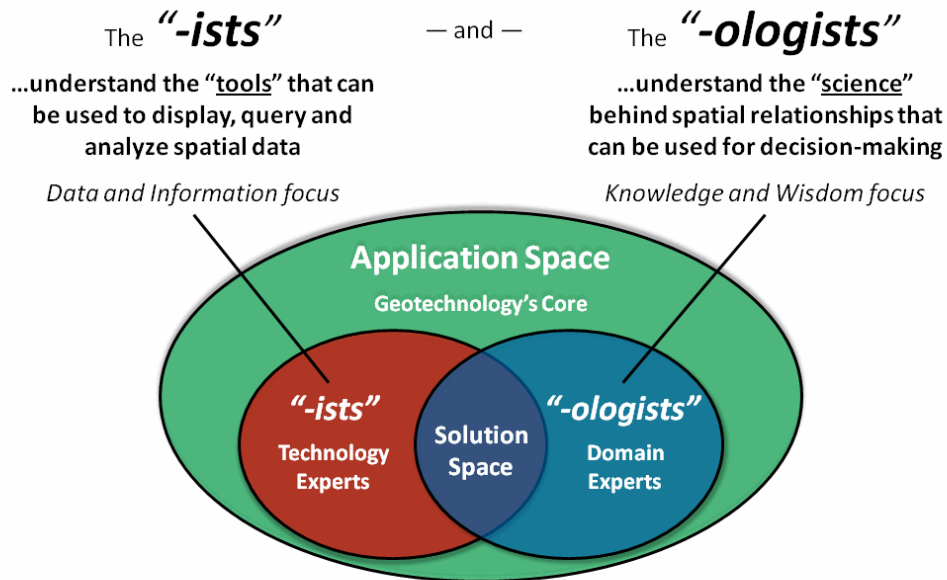 The “-ists” — and — The “-ologists”
...understand the “tools” that can
be used to display, query and
analyze spatial data
Data and Information focus
...understand the “science”
behind spatial relationships that
can be used for decision-making
Knowledge and Wisdom focus
Application Space
Geotechnology’s Core
“-ists”
Technology
Experts
Solution
Space
“-ologists”
Domain
Experts